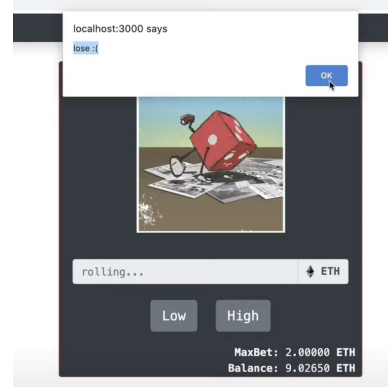 localhost:3000 says
lose :(
OK
rolling... ETH
Low High
MaxBet: 2.00000 ETH
Balance: 9.02650 ETH